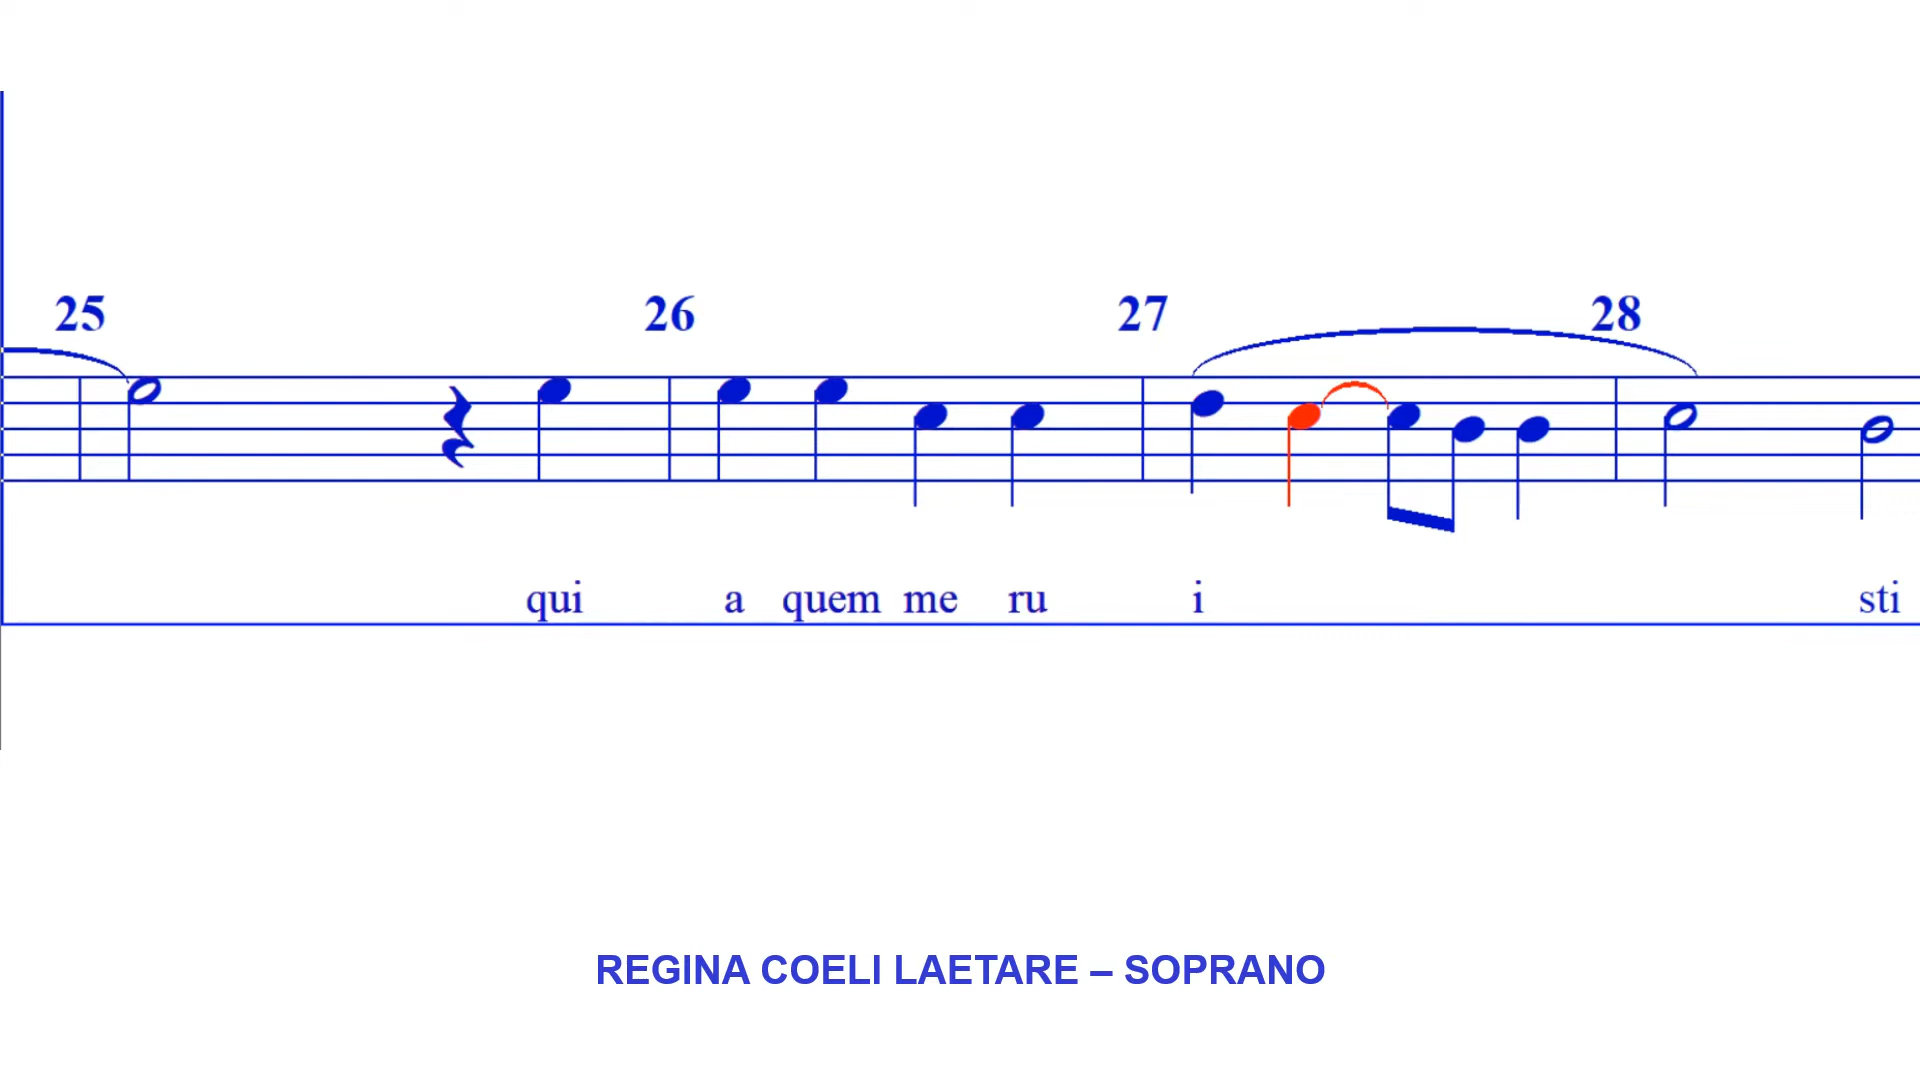 25 26 27 28
qui a quem me ru i sti
REGINA COELI LAETARE – SOPRANO